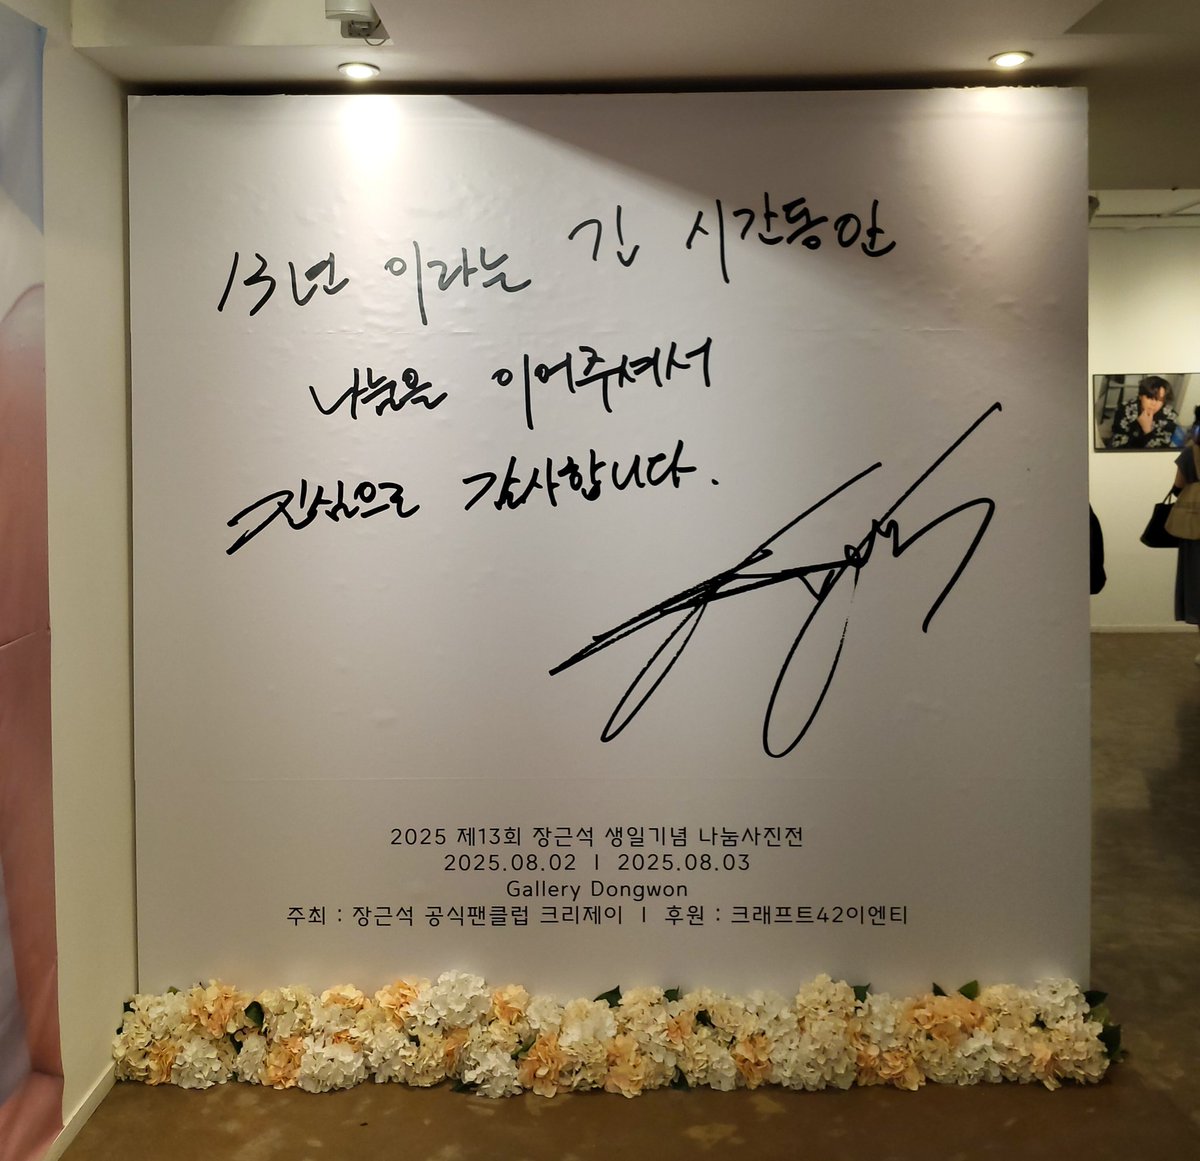 13년 이라는 긴 시간동안
나눔을 이어주셔서
진심으로 감사합니다.
2025 제13회 장근석 생일기념 나눔사진전
2025.08.02 I 2025.08.03
Gallery Dongwon
주최 : 장근석 공식팬클럽 크리제이 I 후원 : 크래프트42이엔티